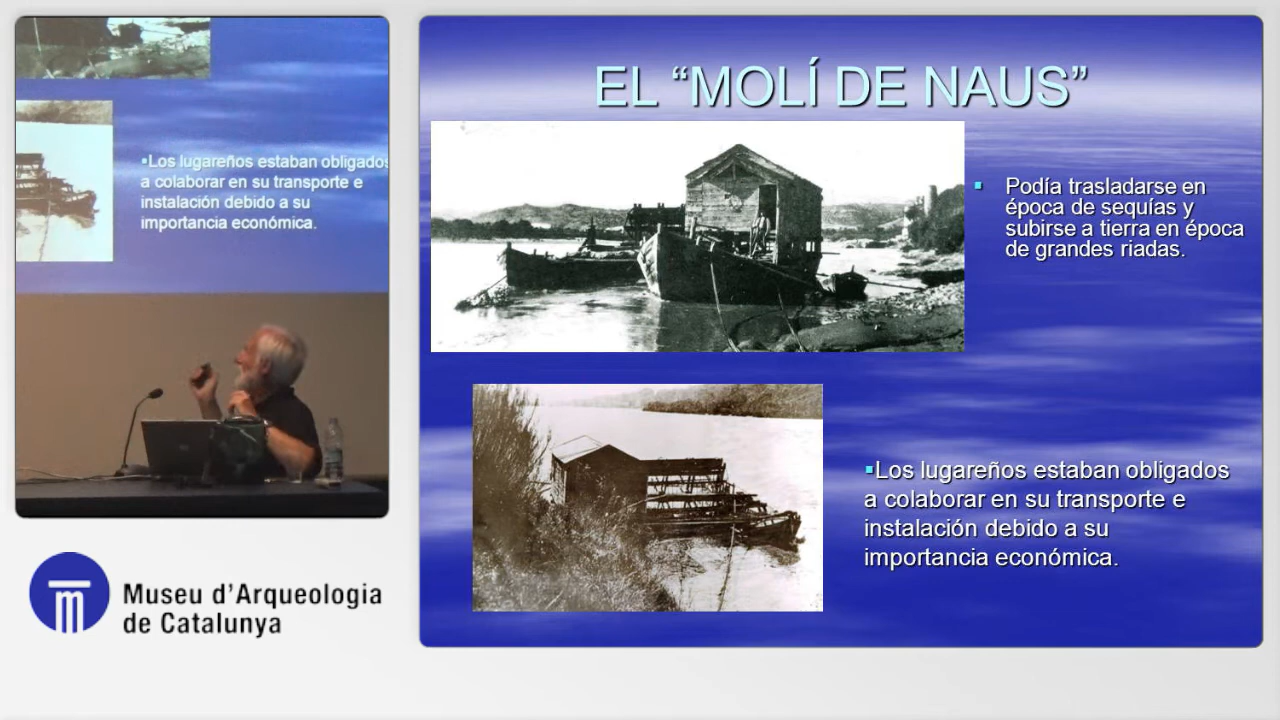 ▪Los lugareños estaban obligados
a colaborar en su transporte e
instalación debido a su
importancia económica.
Museu d'Arqueologia
de Catalunya
EL “MOLÍ DE NAUS”
▪ Podía trasladarse en
época de sequías y
subirse a tierra en época
de grandes riadas.
▪Los lugareños estaban obligados
a colaborar en su transporte e
instalación debido a su
importancia económica.